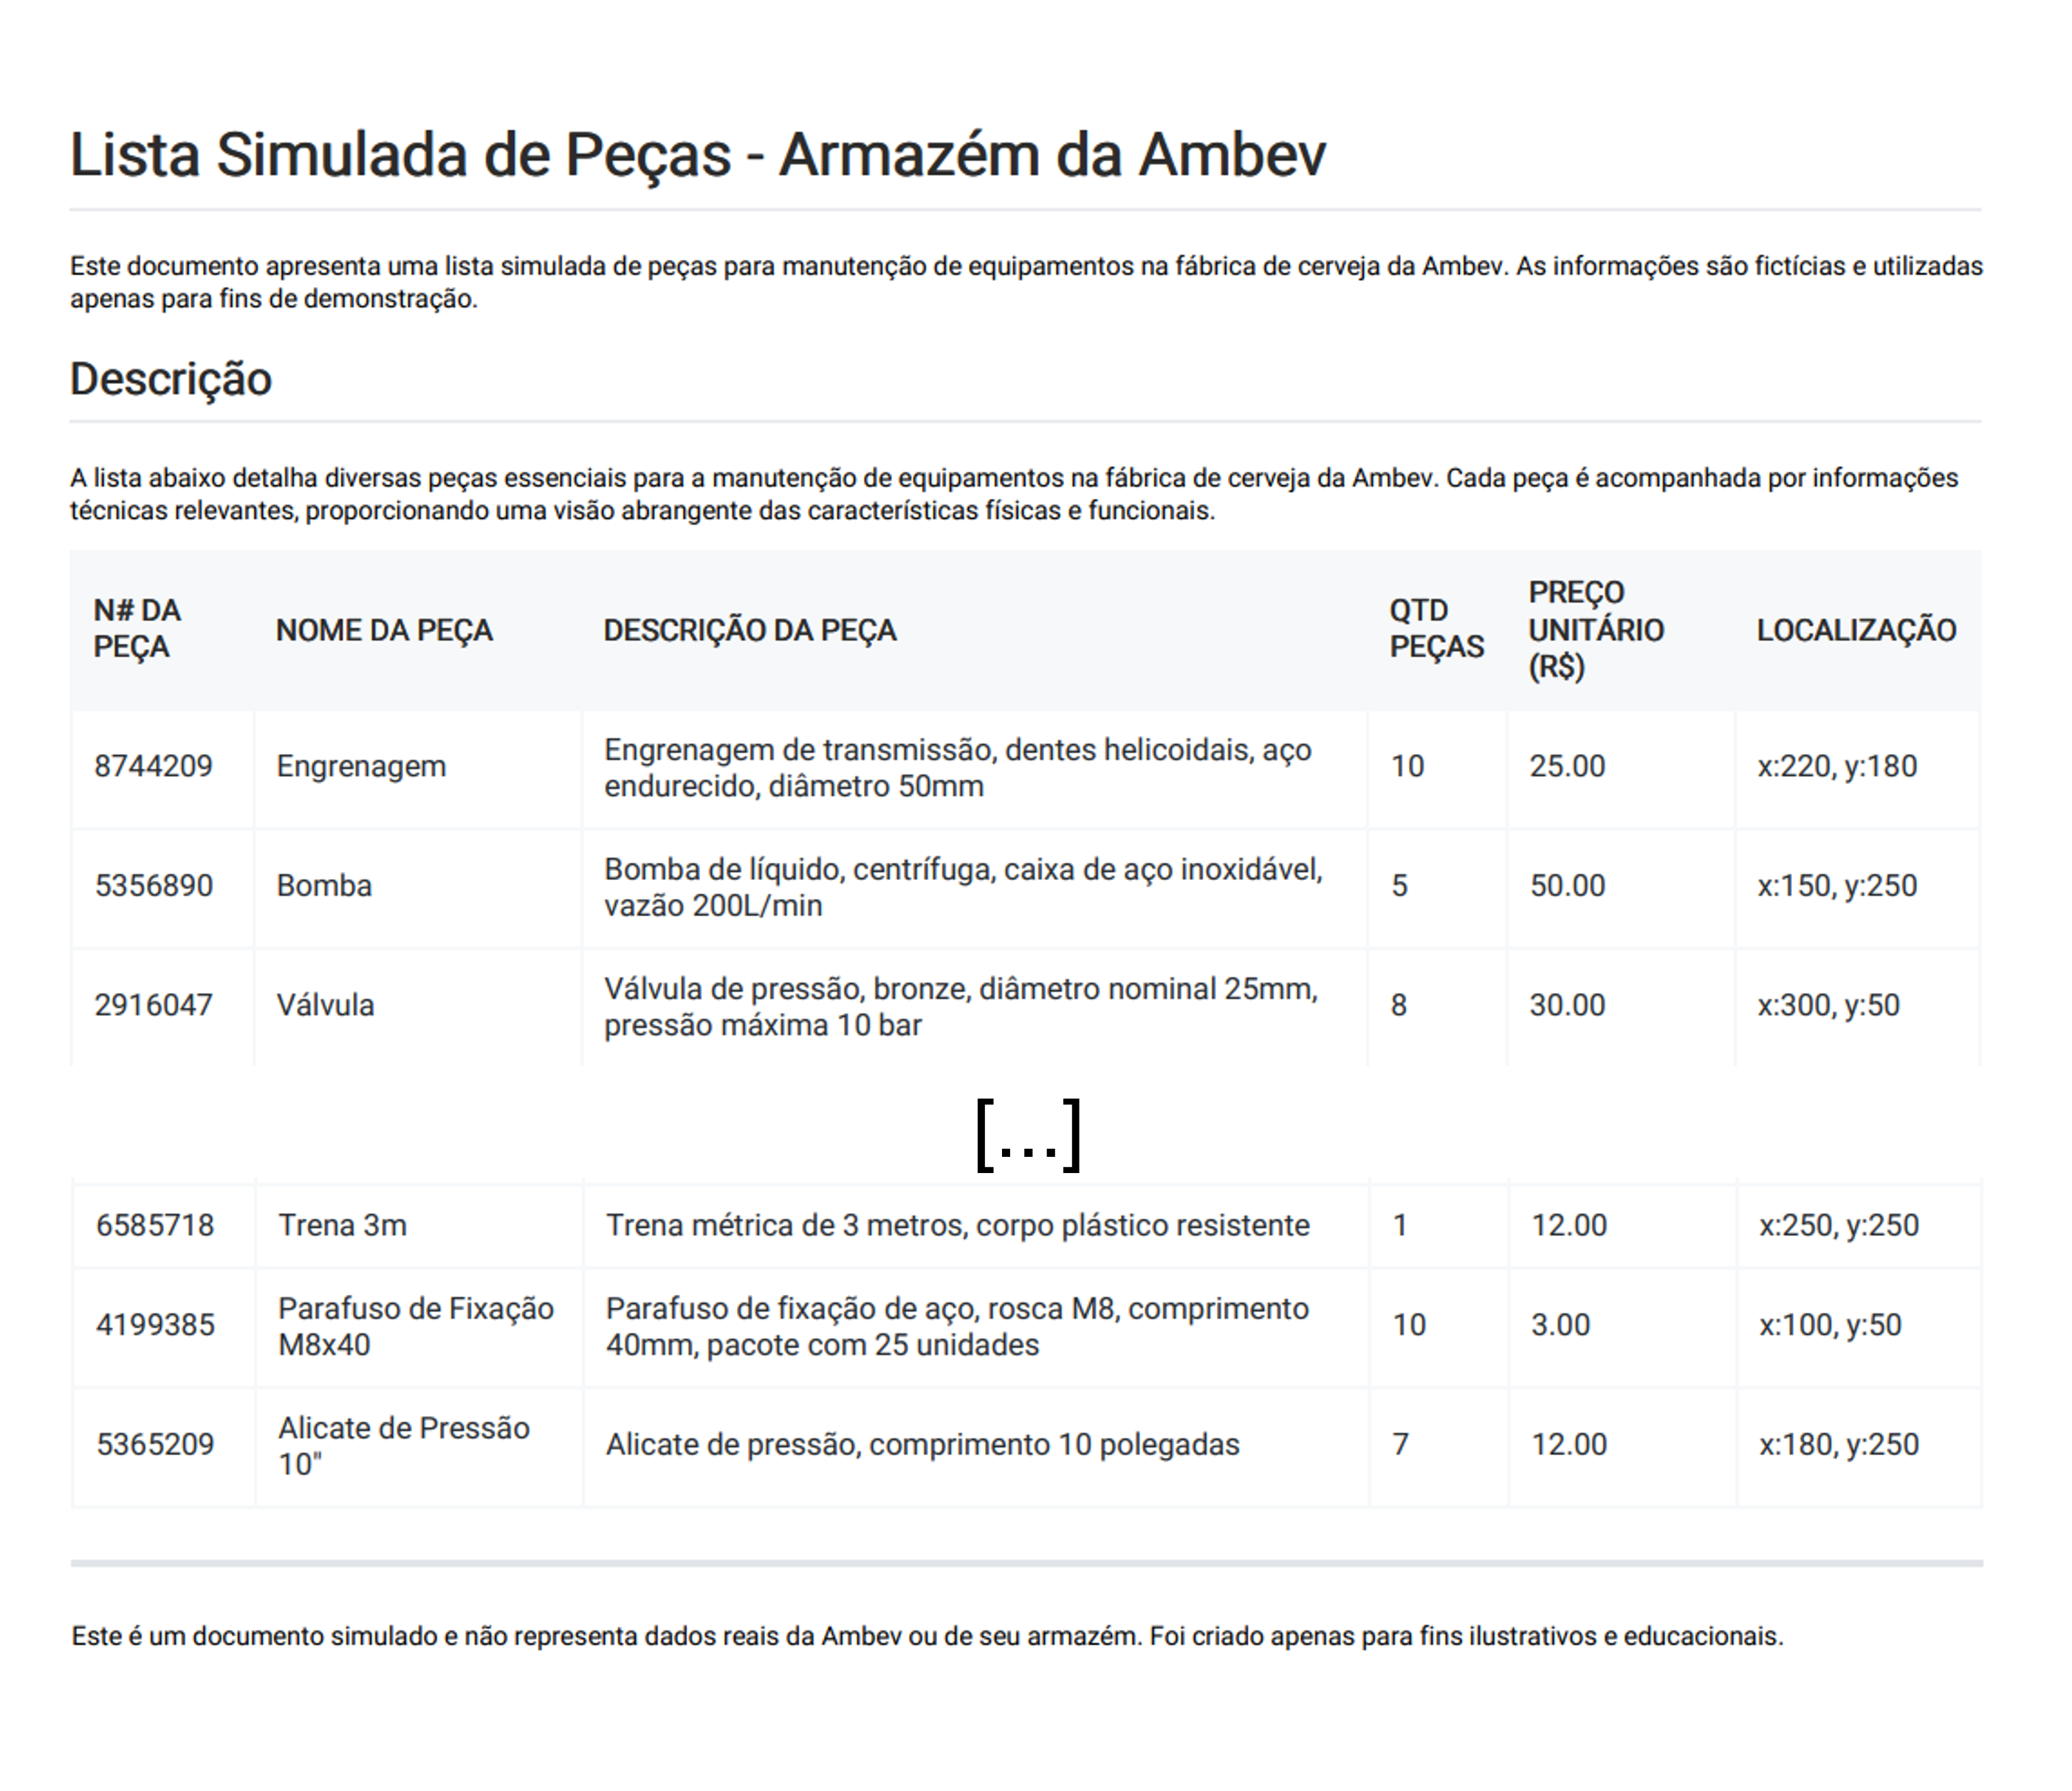 Lista Simulada de Peças - Armazém da Ambev
Este documento apresenta uma lista simulada de peças para manutenção de equipamentos na fábrica de cerveja da Ambev. As informações são fictícias e utilizadas
apenas para fins de demonstração.
Descrição
A lista abaixo detalha diversas peças essenciais para a manutenção de equipamentos na fábrica de cerveja da Ambev. Cada peça é acompanhada por informações
técnicas relevantes, proporcionando uma visão abrangente das características físicas e funcionais.
N# DA
PEÇA
NOME DA PEÇA
DESCRIÇÃO DA PEÇA
QTD
PEÇAS
PREÇO
UNITÁRIO
(R$)
LOCALIZAÇÃO
8744209
Engrenagem
Engrenagem de transmissão, dentes helicoidais, aço
endurecido, diâmetro 50mm
10
25.00
x:220, y:180
5356890
Bomba
Bomba de líquido, centrífuga, caixa de aço inoxidável,
vazão 200L/min
5
50.00
x:150, y:250
2916047
Válvula
Válvula de pressão, bronze, diâmetro nominal 25mm,
pressão máxima 10 bar
8
30.00
x:300, y:50
[...]
6585718
Trena 3m
Trena métrica de 3 metros, corpo plástico resistente
1
12.00
x:250, y:250
4199385
Parafuso de Fixação
M8x40
Parafuso de fixação de aço, rosca M8, comprimento
40mm, pacote com 25 unidades
10
3.00
x:100, y:50
5365209
Alicate de Pressão
10"
Alicate de pressão, comprimento 10 polegadas
7
12.00
x:180, y:250
Este é um documento simulado e não representa dados reais da Ambev ou de seu armazém. Foi criado apenas para fins ilustrativos e educacionais.